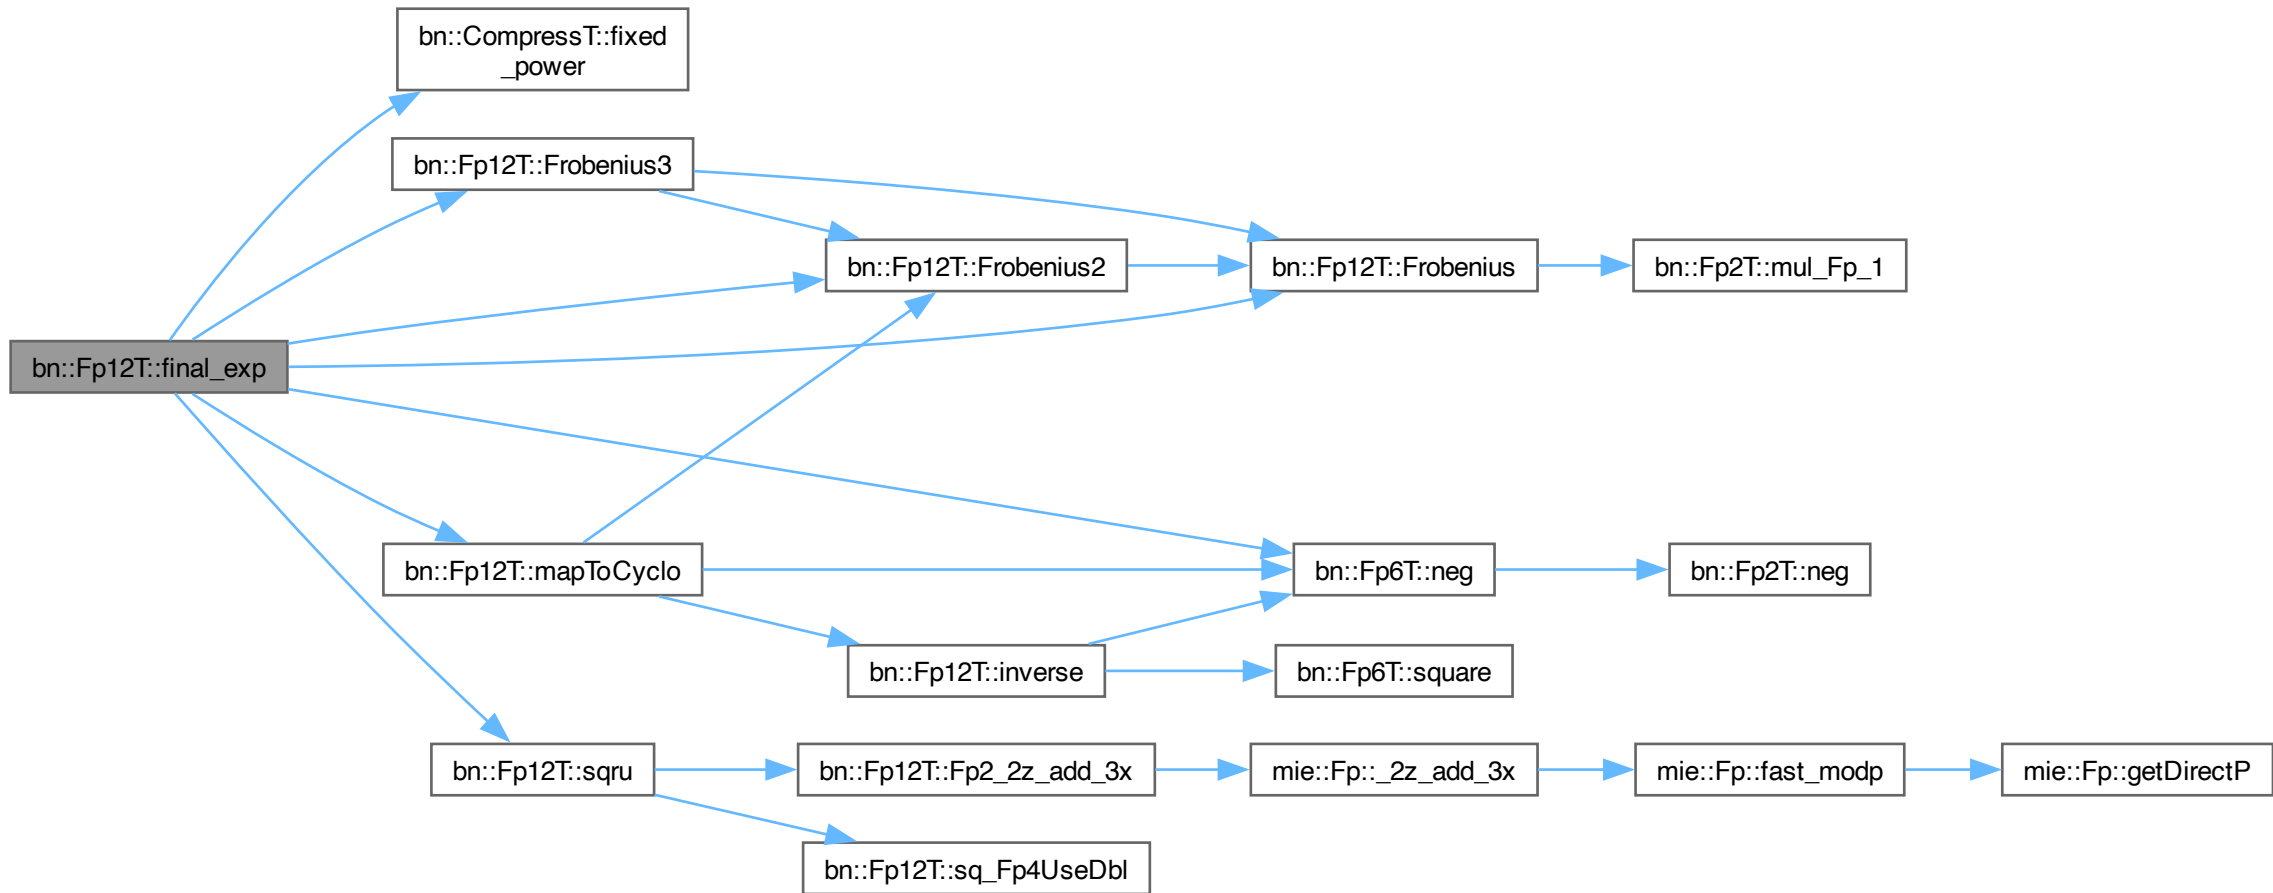 bn::CompressT::fixed
_power
bn::Fp12T::Frobenius3
bn::Fp12T::Frobenius2
bn::Fp12T::Frobenius
bn::Fp2T::mul_Fp_1
bn::Fp12T::final_exp
bn::Fp12T::mapToCyclo
bn::Fp6T::neg
bn::Fp2T::neg
bn::Fp12T::inverse
bn::Fp6T::square
bn::Fp12T::sqru
bn::Fp12T::Fp2_2z_add_3x
mie::Fp::_2z_add_3x
mie::Fp::fast_modp
mie::Fp::getDirectP
bn::Fp12T::sq_Fp4UseDbl